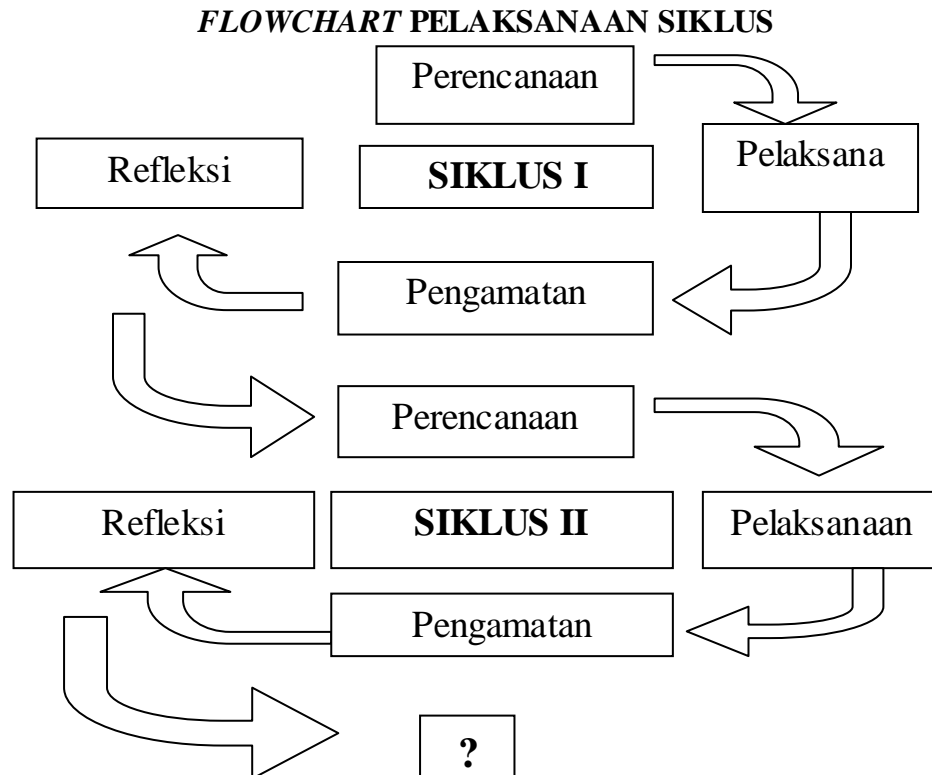 FLOWCHART PELAKSANAAN SIKLUS
Perencanaan
Refleksi
SIKLUS I
Pelaksana
Pengamatan
Perencanaan
Refleksi
SIKLUS II
Pelaksanaan
Pengamatan
?